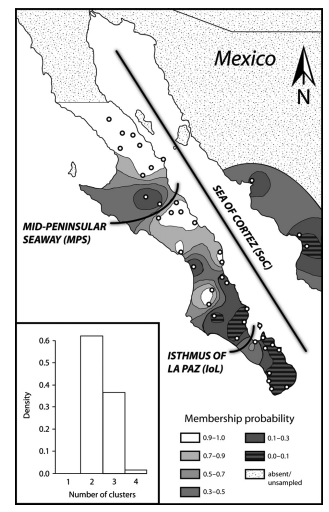 Mexico
N
SEA OF CORTEZ (SoC)
MID-PENINSULAR
SEAWAY (MPS)
ISTHMUS OF
LA PAZ (IoL)
0.6
0.5
0.4
0.3
0.2
0.1
0.0
Density
1 2 3 4
Number of clusters
Membership probability
0.9–1.0
0.7–0.9
0.5–0.7
0.3–0.5
0.1–0.3
0.0–0.1
absent/
unsampled